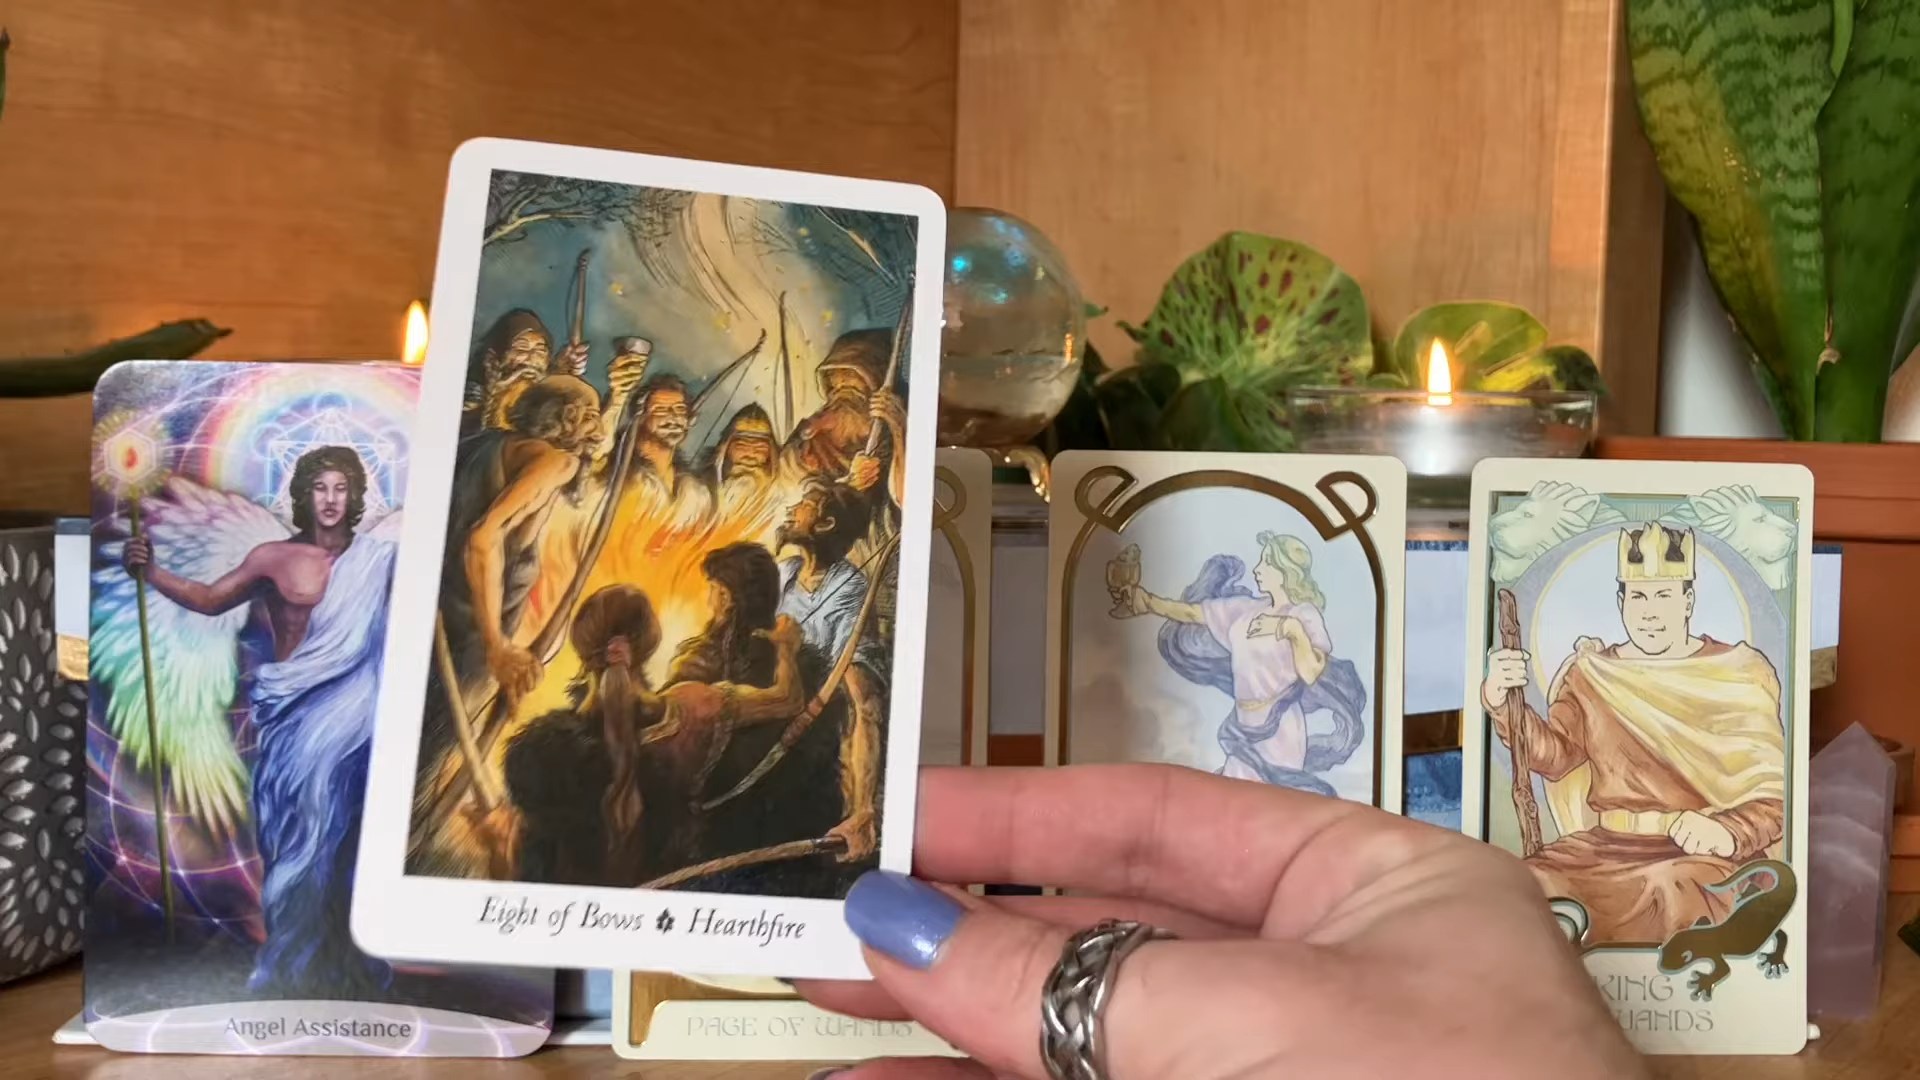 Eight of Bows Hearthfire
Angel Assistance
PAGE OF WANDS
KING
WANDS